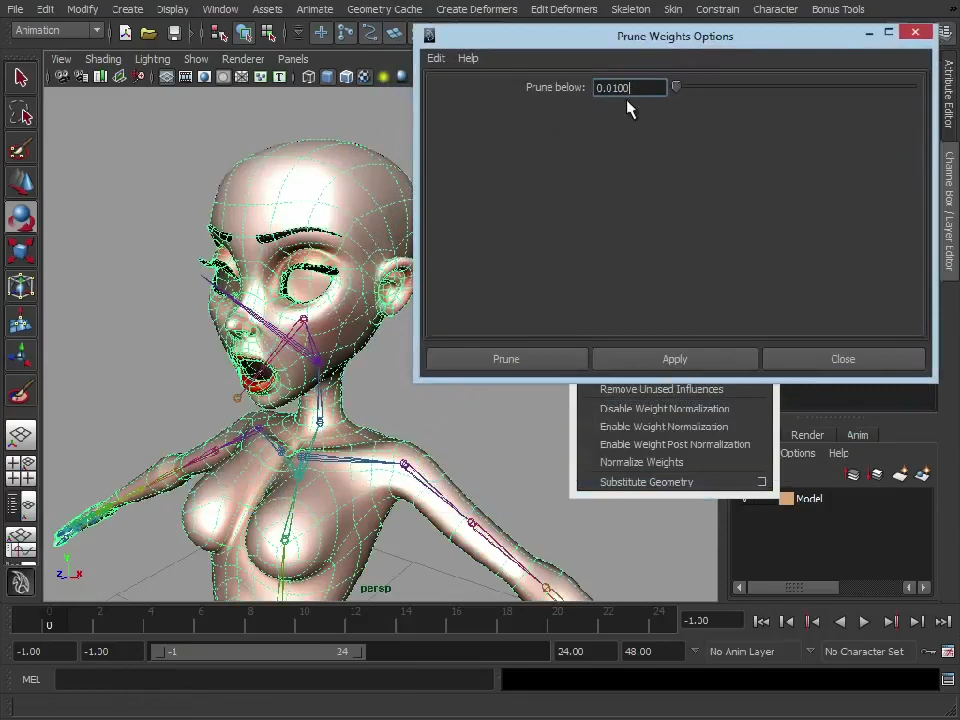 File Edit Modify Create Display Window Assets Animate Geometry Cache Create Deformers Edit Deformers Skeleton Skin Constraint Character Bonus Tools
Animation
Prune Weights Options
View Shading Lighting Show Renderer Panels
Edit Help
Prune below: 0.0100
Attribute Editor
Channel Box / Layer Editor
Prune Apply Close
Remove Unused Influences
Disable Weight Normalization
Enable Weight Normalization
Enable Weight Post Normalization
Normalize Weights
Substitute Geometry
Render Anim
Options Help
V Model
Y
Z X
persp
0 2 4 6 8 10 12 14 16 18 20 22 24
0
-1.00
-1.00 -1.00 -1 24 24.00 48.00 No Anim Layer No Character Set
MEL